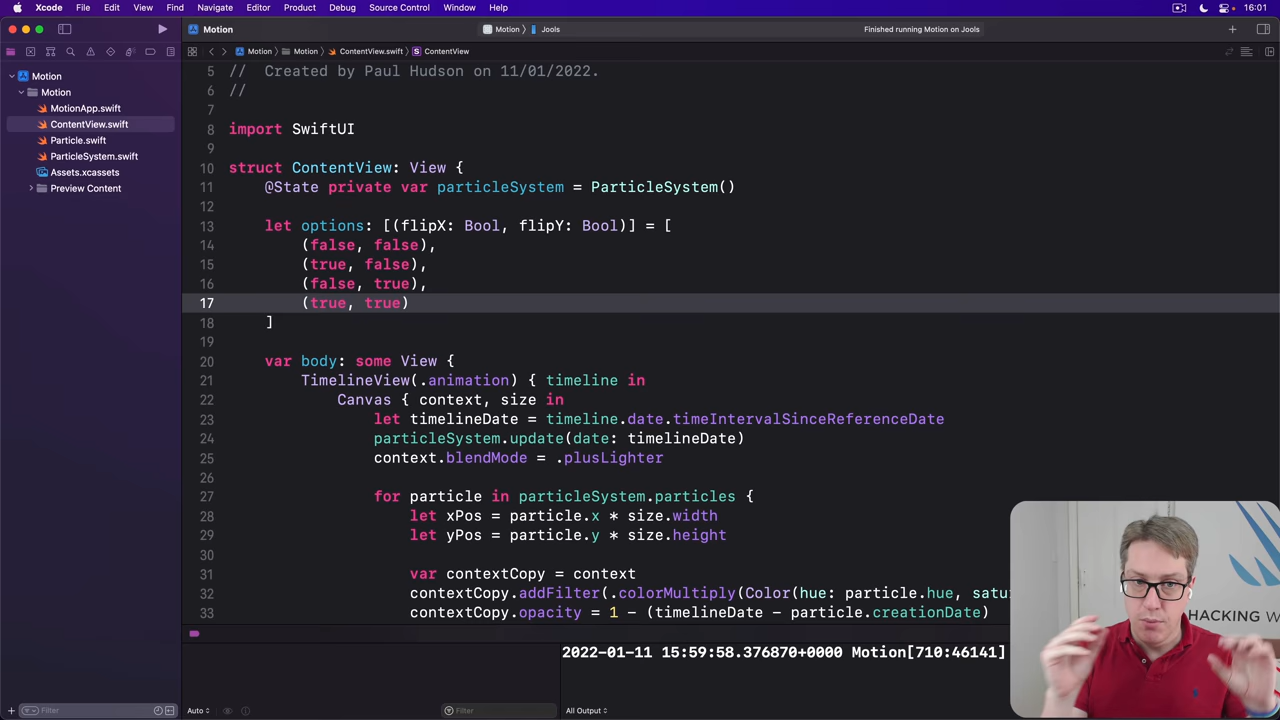 Xcode File Edit View Find Navigate Editor Product Debug Source Control Window Help 16:01
Motion Motion Jools Finished running Motion on Jools
Motion Motion ContentView.swift S ContentView
Motion
Motion
MotionApp.swift
ContentView.swift
Particle.swift
ParticleSystem.swift
Assets.xcassets
Preview Content
5 //  Created by Paul Hudson on 11/01/2022.
6 //
7
8 import SwiftUI
9
10 struct ContentView: View {
11     @State private var particleSystem = ParticleSystem()
12
13     let options: [(flipX: Bool, flipY: Bool)] = [
14         (false, false),
15         (true, false),
16         (false, true),
17         (true, true)
18     ]
19
20     var body: some View {
21         TimelineView(.animation) { timeline in
22             Canvas { context, size in
23                 let timelineDate = timeline.date.timeIntervalSinceReferenceDate
24                 particleSystem.update(date: timelineDate)
25                 context.blendMode = .plusLighter
26
27                 for particle in particleSystem.particles {
28                     let xPos = particle.x * size.width
29                     let yPos = particle.y * size.height
30
31                     var contextCopy = context
32                     contextCopy.addFilter(.colorMultiply(Color(hue: particle.hue, satu
33                     contextCopy.opacity = 1 - (timelineDate - particle.creationDate)
2022-01-11 15:59:58.376870+0000 Motion[710:46141]
HACKING W
Filter Auto Filter All Output